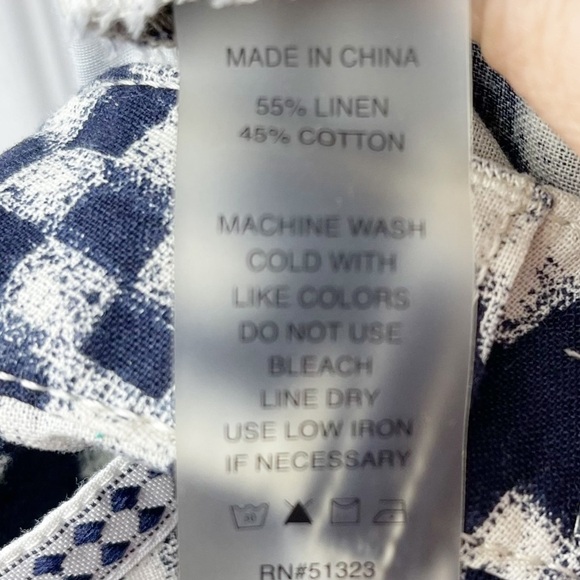 MADE IN CHINA
55% LINEN
45% COTTON
MACHINE WASH
COLD WITH
LIKE COLORS
DO NOT USE
BLEACH
LINE DRY
USE LOW IRON
IF NECESSARY
RN#51323